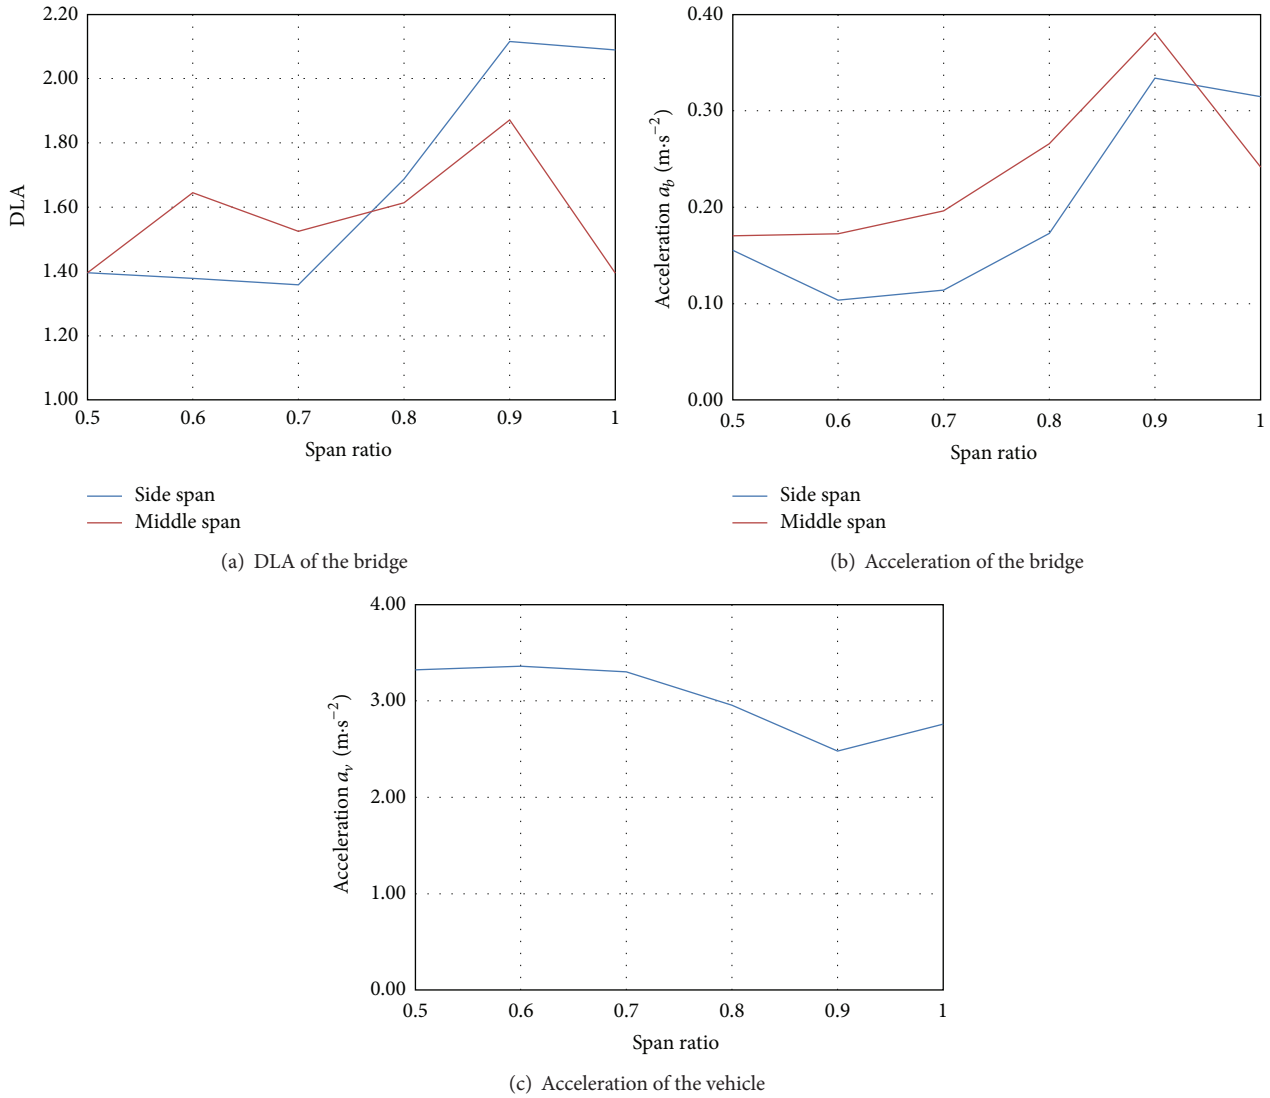 2.20
2.00
1.80
1.60
1.40
1.20
1.00
DLA
0.5 0.6 0.7 0.8 0.9 1
Span ratio
Side span
Middle span
(a) DLA of the bridge
0.40
0.30
0.20
0.10
0.00
Acceleration a_b (m·s⁻²)
0.5 0.6 0.7 0.8 0.9 1
Span ratio
Side span
Middle span
(b) Acceleration of the bridge
4.00
3.00
2.00
1.00
0.00
Acceleration a_v (m·s⁻²)
0.5 0.6 0.7 0.8 0.9 1
Span ratio
(c) Acceleration of the vehicle